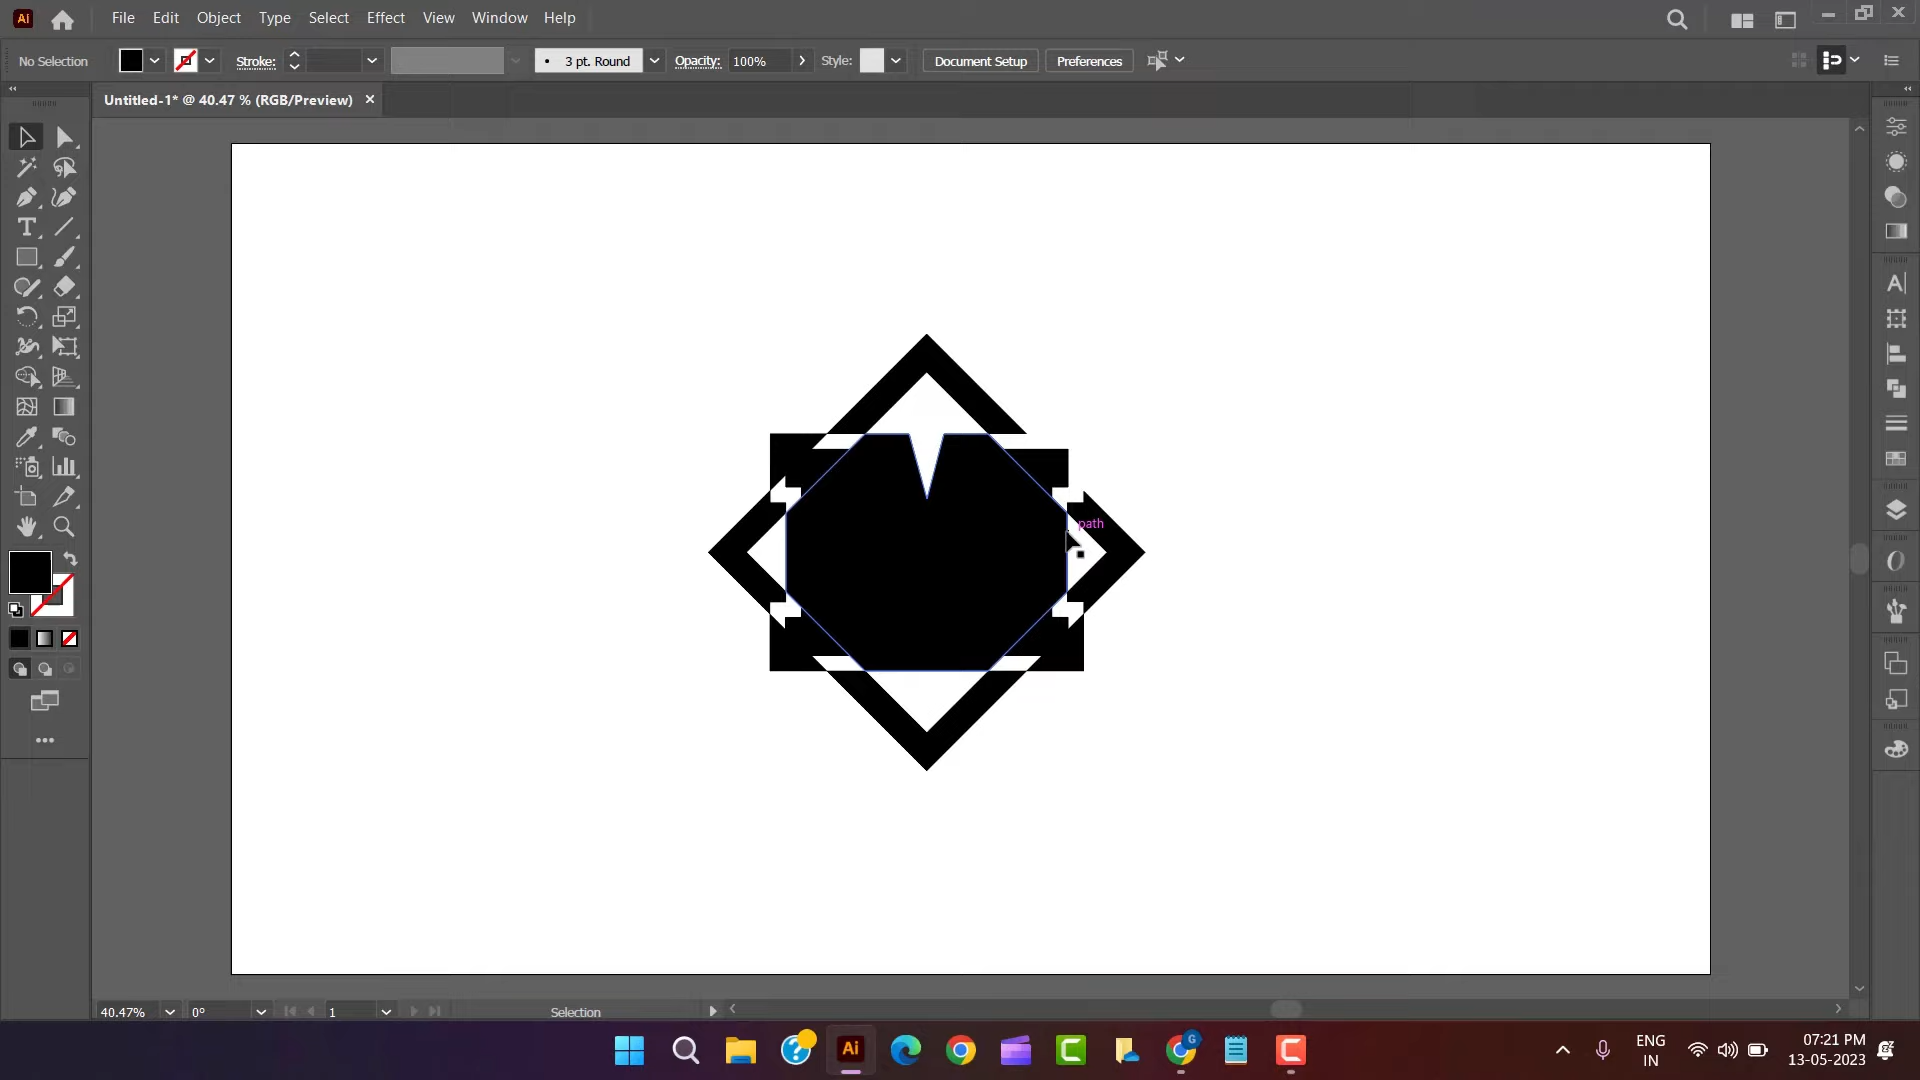 Ai File Edit Object Type Select Effect View Window Help
No Selection Stroke: • 3 pt. Round Opacity: 100% Style: Document Setup Preferences
Untitled-1* @ 40.47 % (RGB/Preview) ×
path
40.47% 0° 1 Selection
Ai
ENG
IN
07:21 PM
13-05-2023